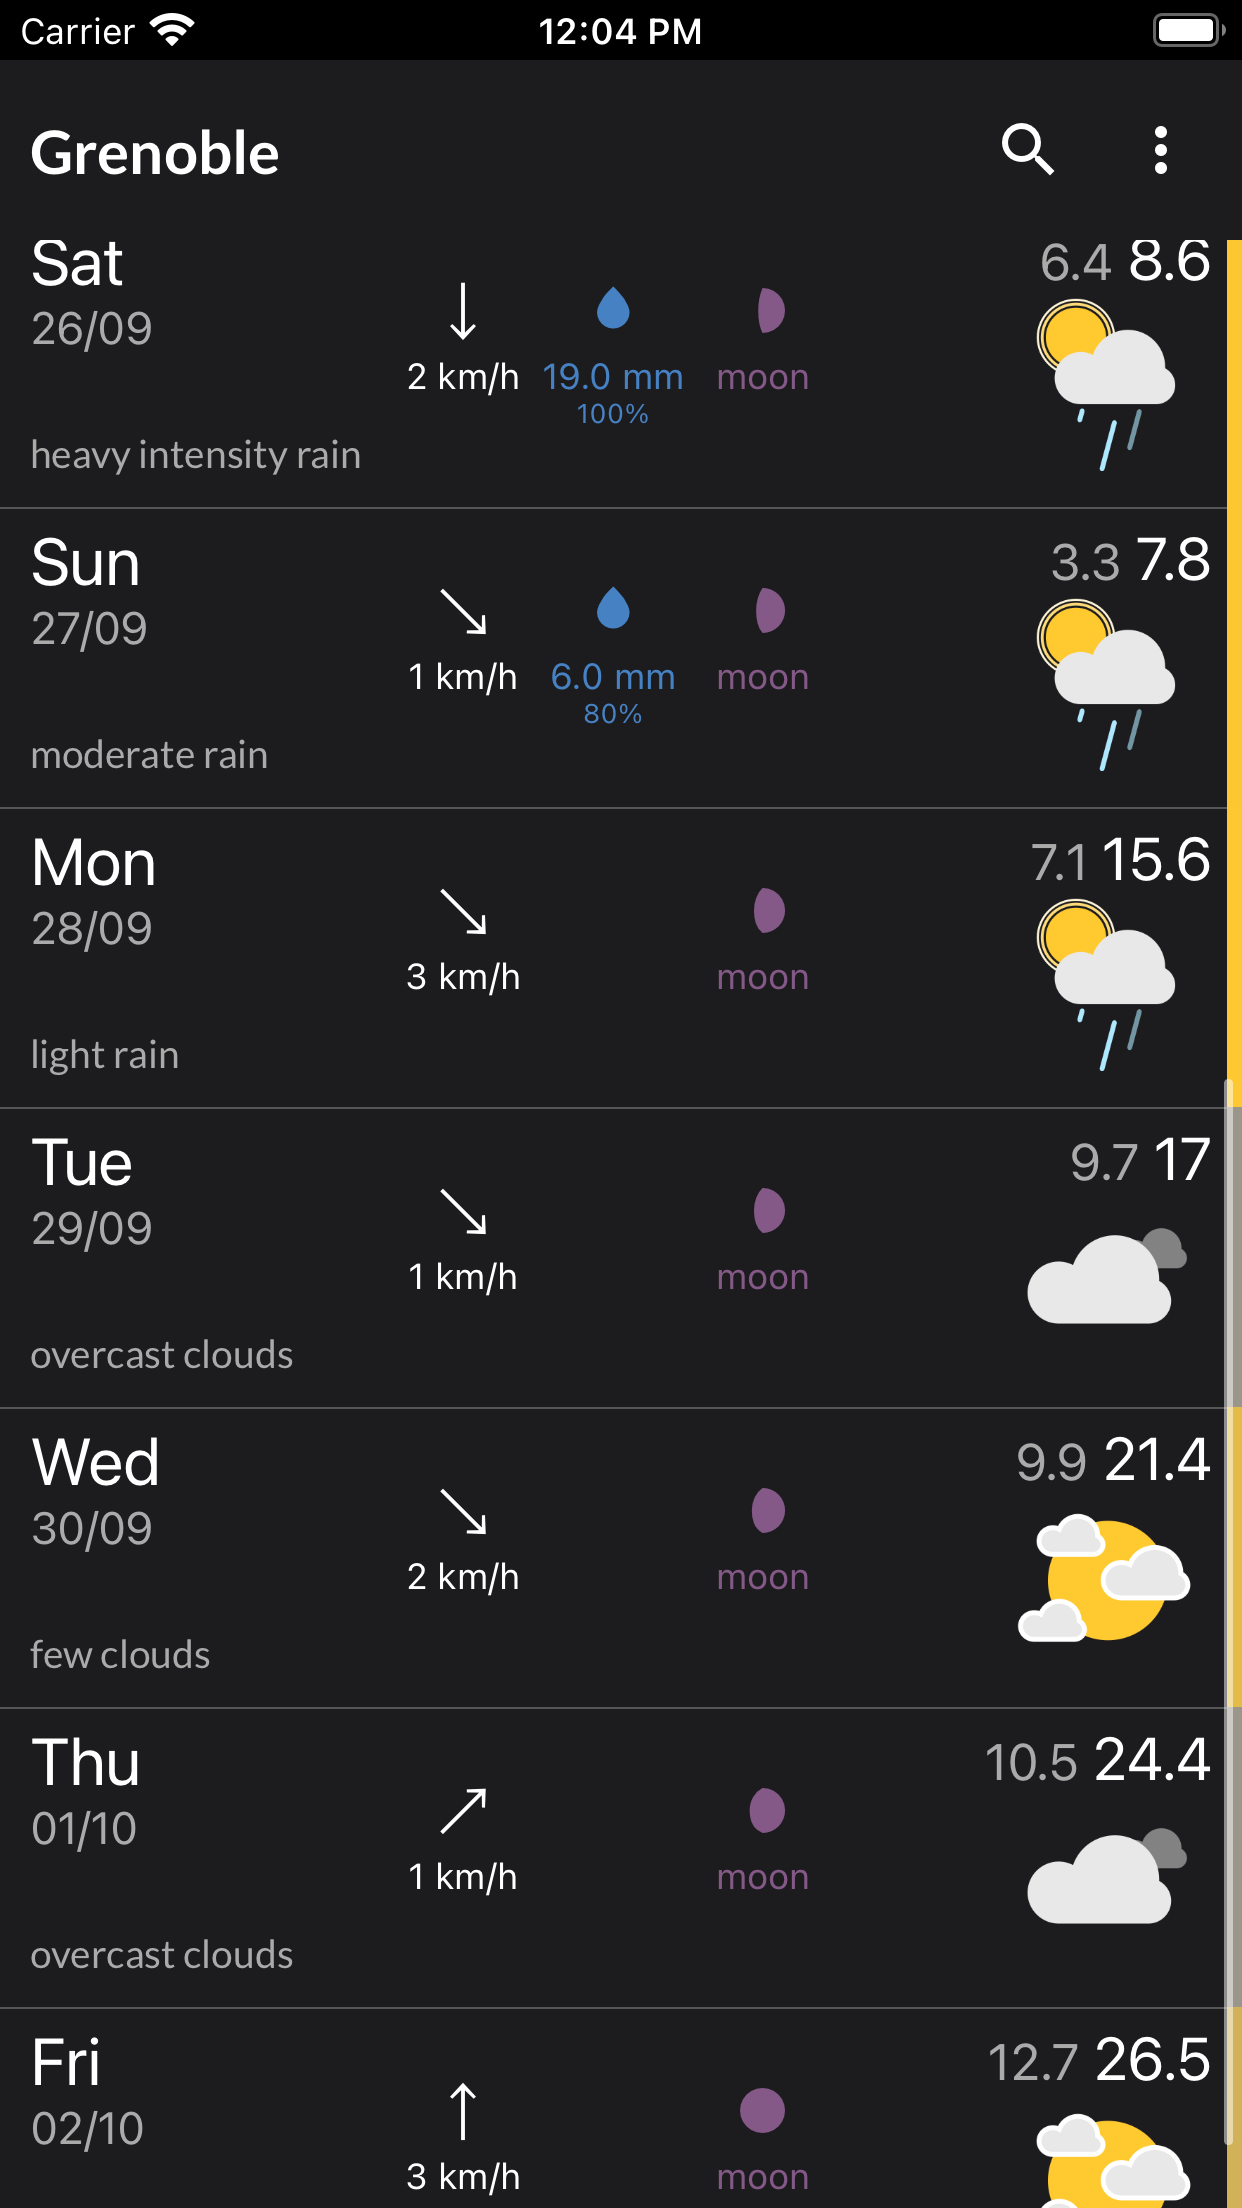 Carrier 12:04 PM
Grenoble
Sat 6.4 8.6
26/09
2 km/h 19.0 mm moon
100%
heavy intensity rain
Sun 3.3 7.8
27/09
1 km/h 6.0 mm moon
80%
moderate rain
Mon 7.1 15.6
28/09
3 km/h moon
light rain
Tue 9.7 17
29/09
1 km/h moon
overcast clouds
Wed 9.9 21.4
30/09
2 km/h moon
few clouds
Thu 10.5 24.4
01/10
1 km/h moon
overcast clouds
Fri 12.7 26.5
02/10
3 km/h moon